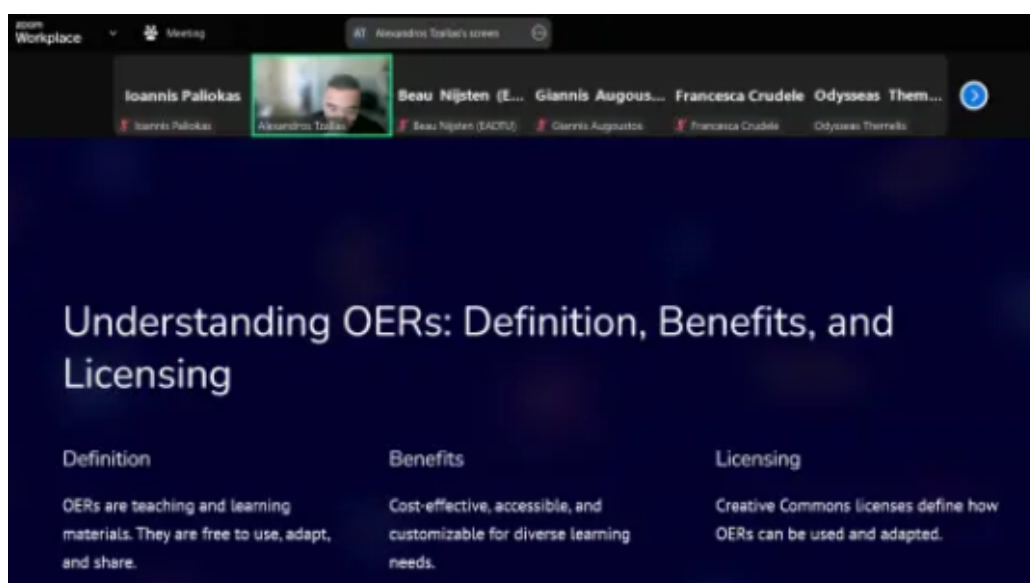 zoom
Workplace
Meeting
AT Alexandros Tzallas's screen
Ioannis Paliokas
Beau Nijsten (E...
Giannis Augous...
Francesca Crudele
Odysseas Them...
Ioannis Paliokas
Alexandros Tzallas
Beau Nijsten (EADTU)
Giannis Augoustos
Francesca Crudele
Odysseas Themelis
Understanding OERs: Definition, Benefits, and
Licensing
Definition
OERs are teaching and learning
materials. They are free to use, adapt,
and share.
Benefits
Cost-effective, accessible, and
customizable for diverse learning
needs.
Licensing
Creative Commons licenses define how
OERs can be used and adapted.